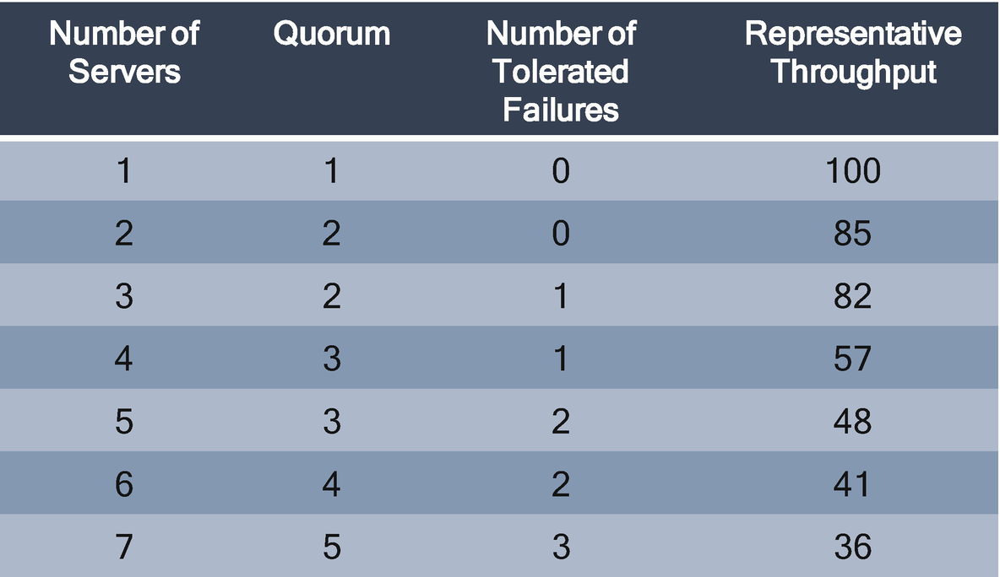 Number of Servers Quorum Number of Tolerated Failures Representative Throughput
1 1 0 100
2 2 0 85
3 2 1 82
4 3 1 57
5 3 2 48
6 4 2 41
7 5 3 36